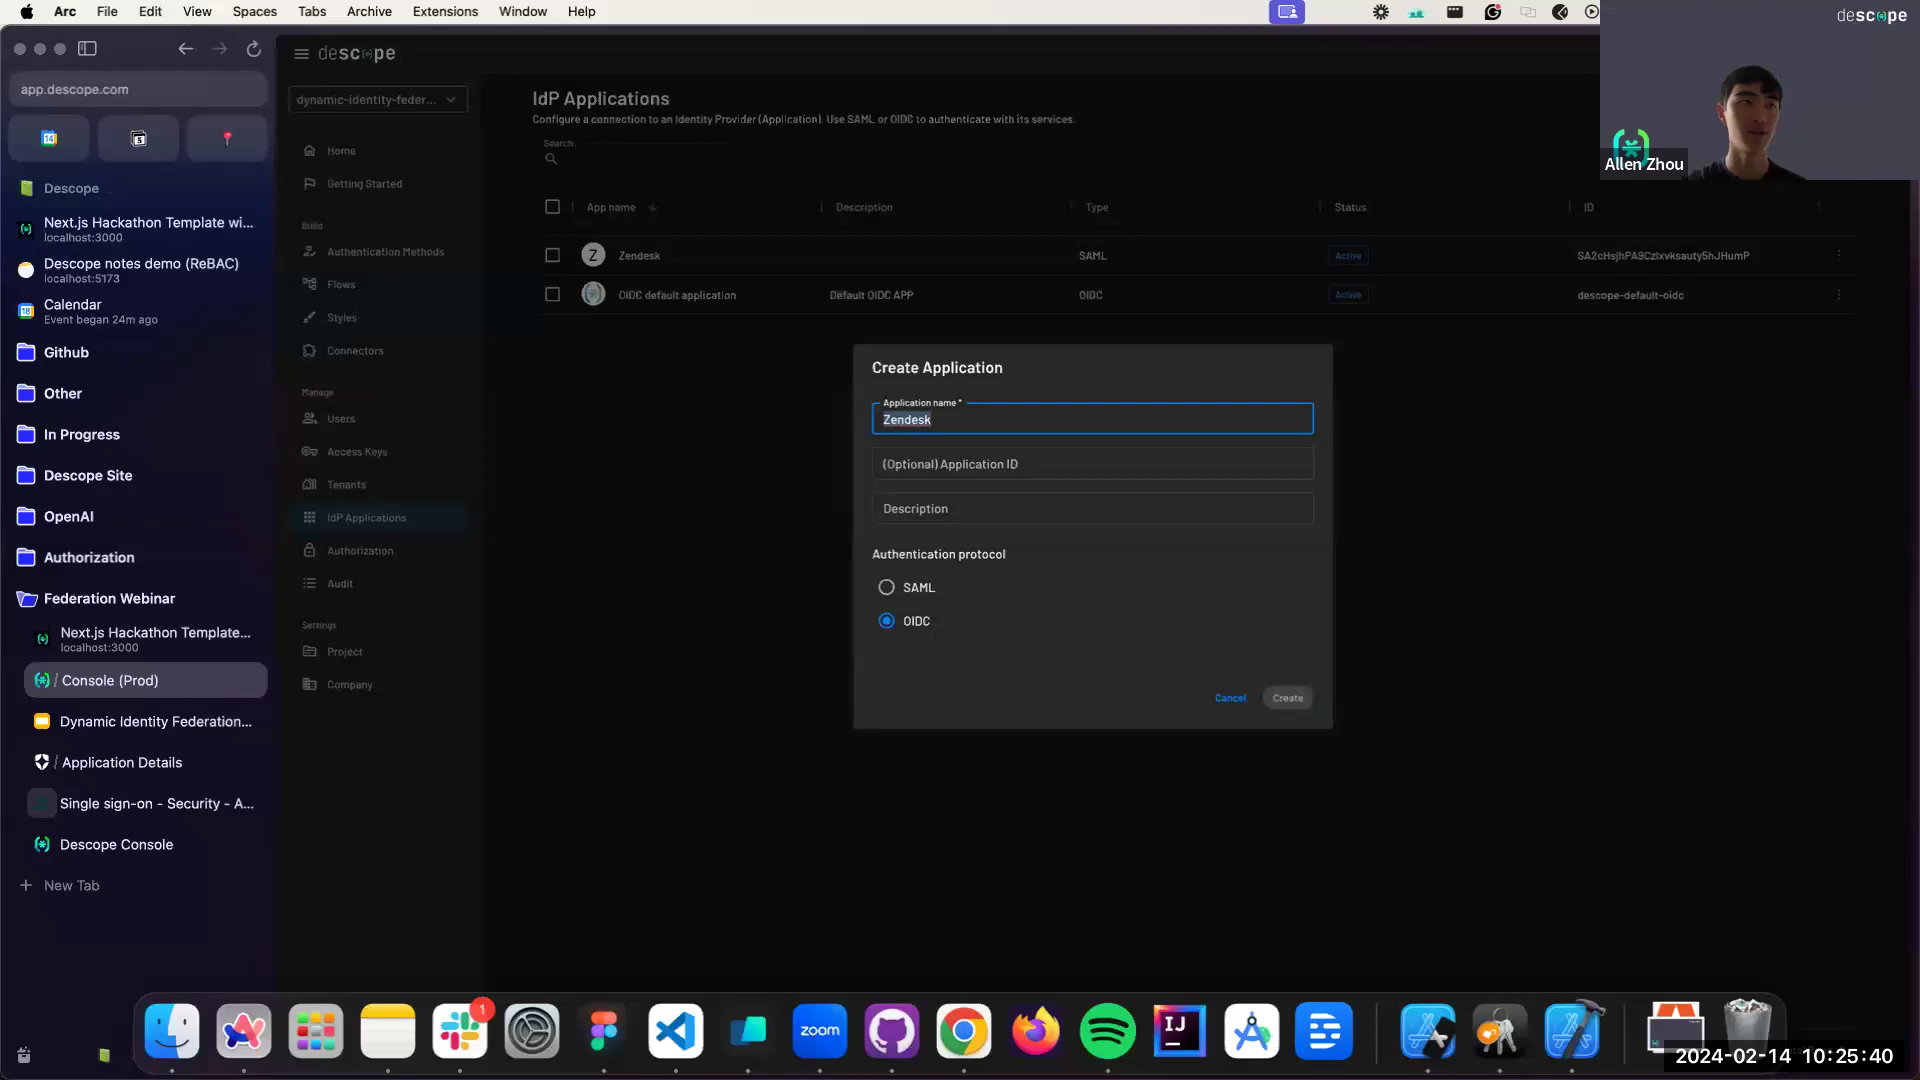 Arc File Edit View Spaces Tabs Archive Extensions Window Help
descope
Allen Zhou
app.descope.com
14
5
Descope
Next.js Hackathon Template wi...
localhost:3000
Descope notes demo (ReBAC)
localhost:5173
18
Calendar
Event began 24m ago
Github
Other
In Progress
Descope Site
OpenAI
Authorization
Federation Webinar
Next.js Hackathon Template...
localhost:3000
/ Console (Prod)
Dynamic Identity Federation...
/ Application Details
Single sign-on - Security - A...
Descope Console
+ New Tab
descope
dynamic-identity-feder...
Home
Getting Started
Build
Authentication Methods
Flows
Styles
Connectors
Manage
Users
Access Keys
Tenants
IdP Applications
Authorization
Audit
Settings
Project
Company
IdP Applications
Configure a connection to an Identity Provider (Application). Use SAML or OIDC to authenticate with its services.
Search
App name Description Type Status ID
Z Zendesk SAML Active SA2cHsjhPA9Czlxvksauty5hJHumP
OIDC default application Default OIDC APP OIDC Active descope-default-oidc
Create Application
Application name *
Zendesk
(Optional) Application ID
Description
Authentication protocol
SAML
OIDC
Cancel Create
1
zoom
IJ
2024-02-14 10:25:40